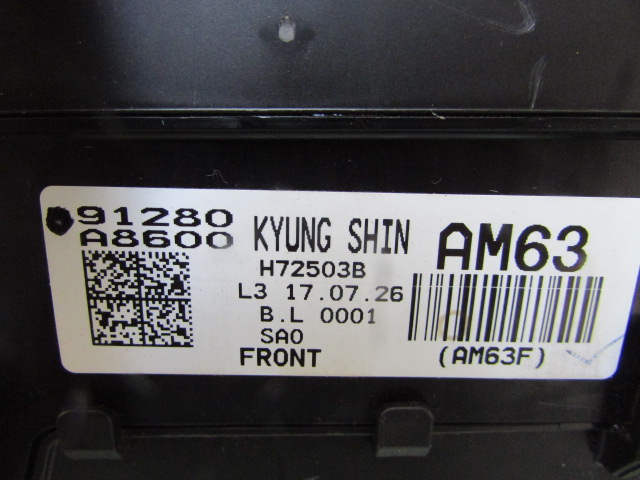 91280
A8600
KYUNG SHIN
AM63
H72503B
L3 17.07.26
B.L 0001
SA0
FRONT
(AM63F)